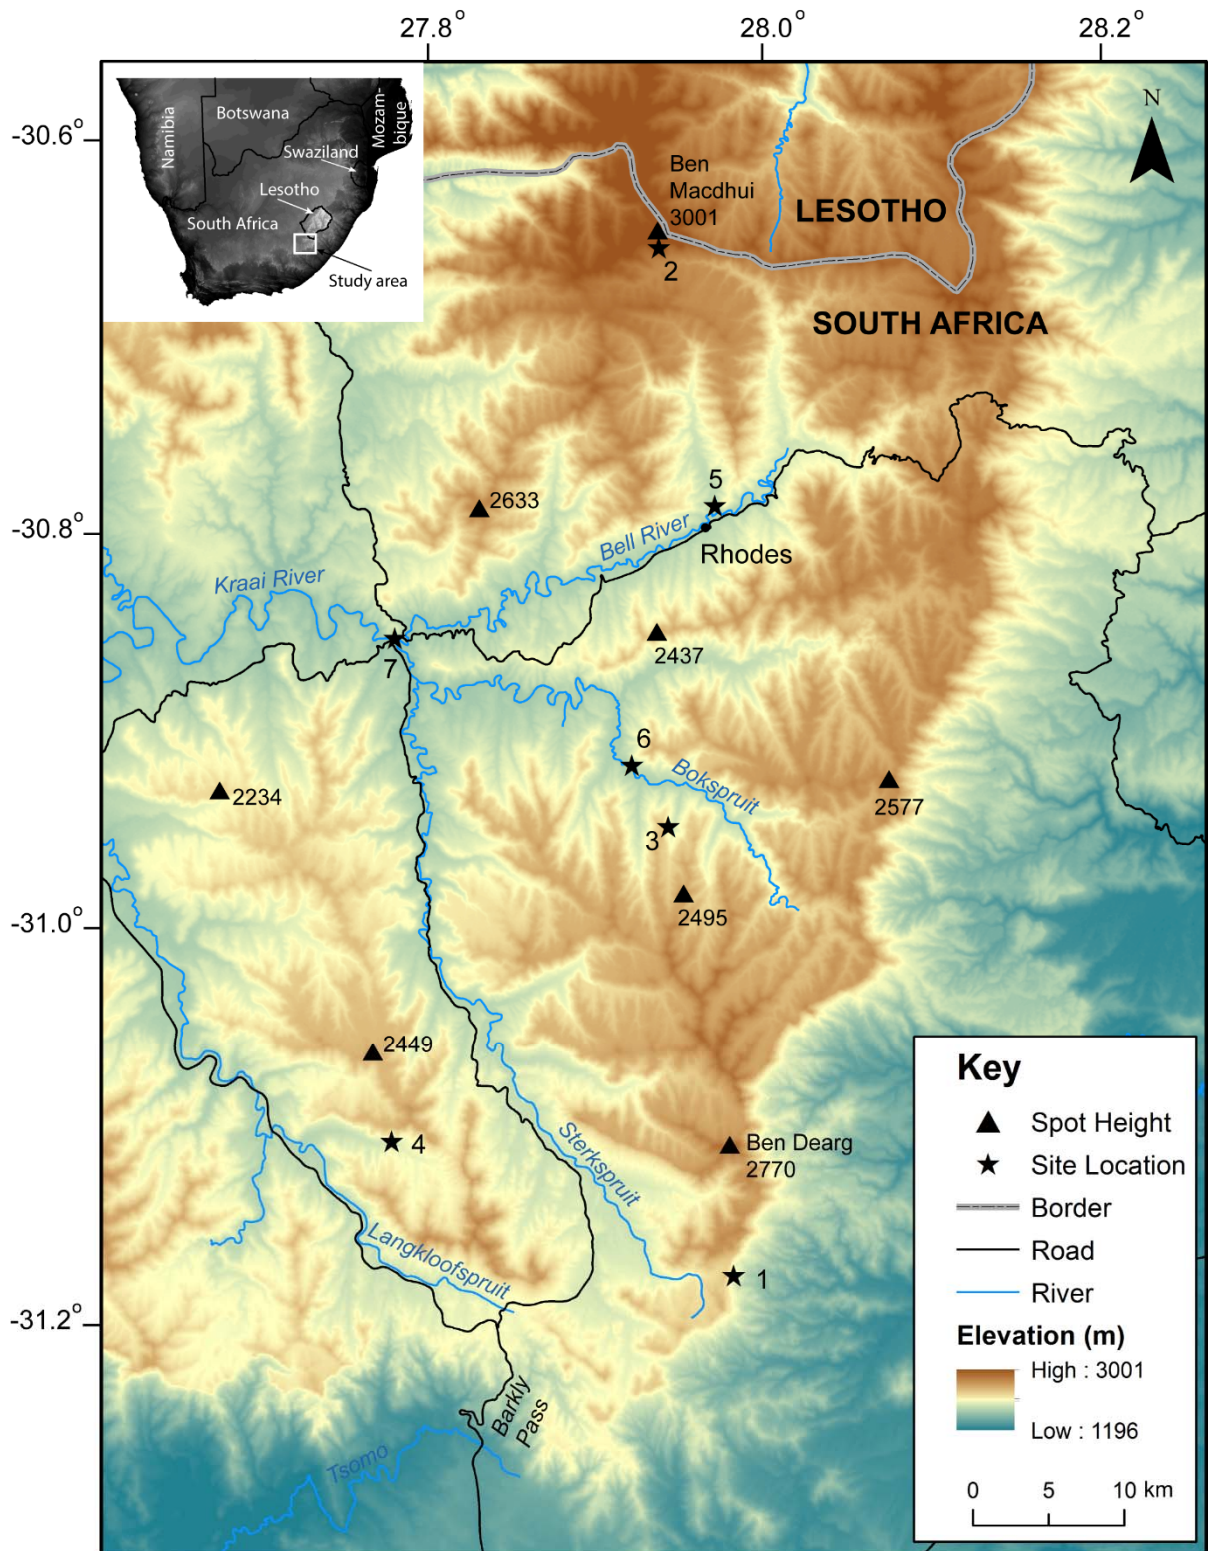 27.8°
28.0°
28.2°
-30.6°
-30.8°
-31.0°
-31.2°
Namibia
Botswana
Mozam-
bique
Swaziland
Lesotho
South Africa
Study area
N
Ben
Macdhui
3001
2
LESOTHO
SOUTH AFRICA
2633
5
Bell River
Rhodes
Kraai River
7
2437
6
Bokspruit
2234
2577
3
2495
2449
4
Sterkspruit
Ben Dearg
2770
Langkloofspruit
1
Barkly
Pass
Tsomo
Key
Spot Height
Site Location
Border
Road
River
Elevation (m)
High : 3001
Low : 1196
0 5 10 km